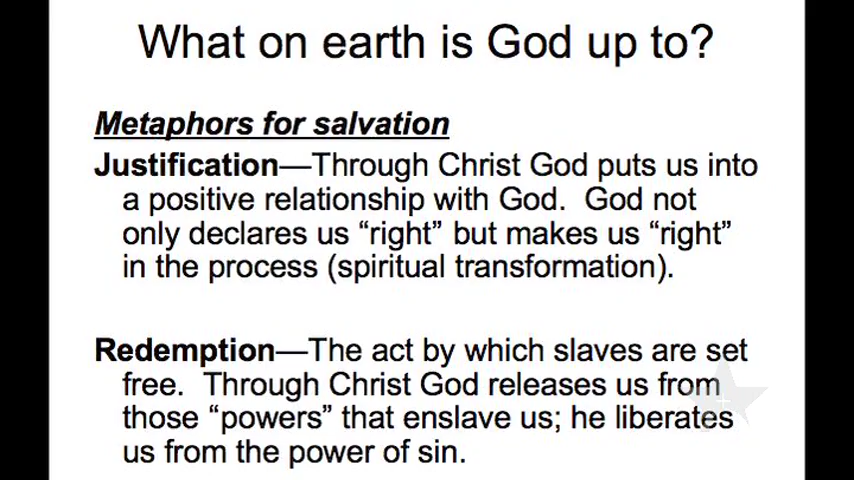 What on earth is God up to?
Metaphors for salvation
Justification—Through Christ God puts us into
a positive relationship with God.  God not
only declares us “right” but makes us “right”
in the process (spiritual transformation).
Redemption—The act by which slaves are set
free.  Through Christ God releases us from
those “powers” that enslave us; he liberates
us from the power of sin.